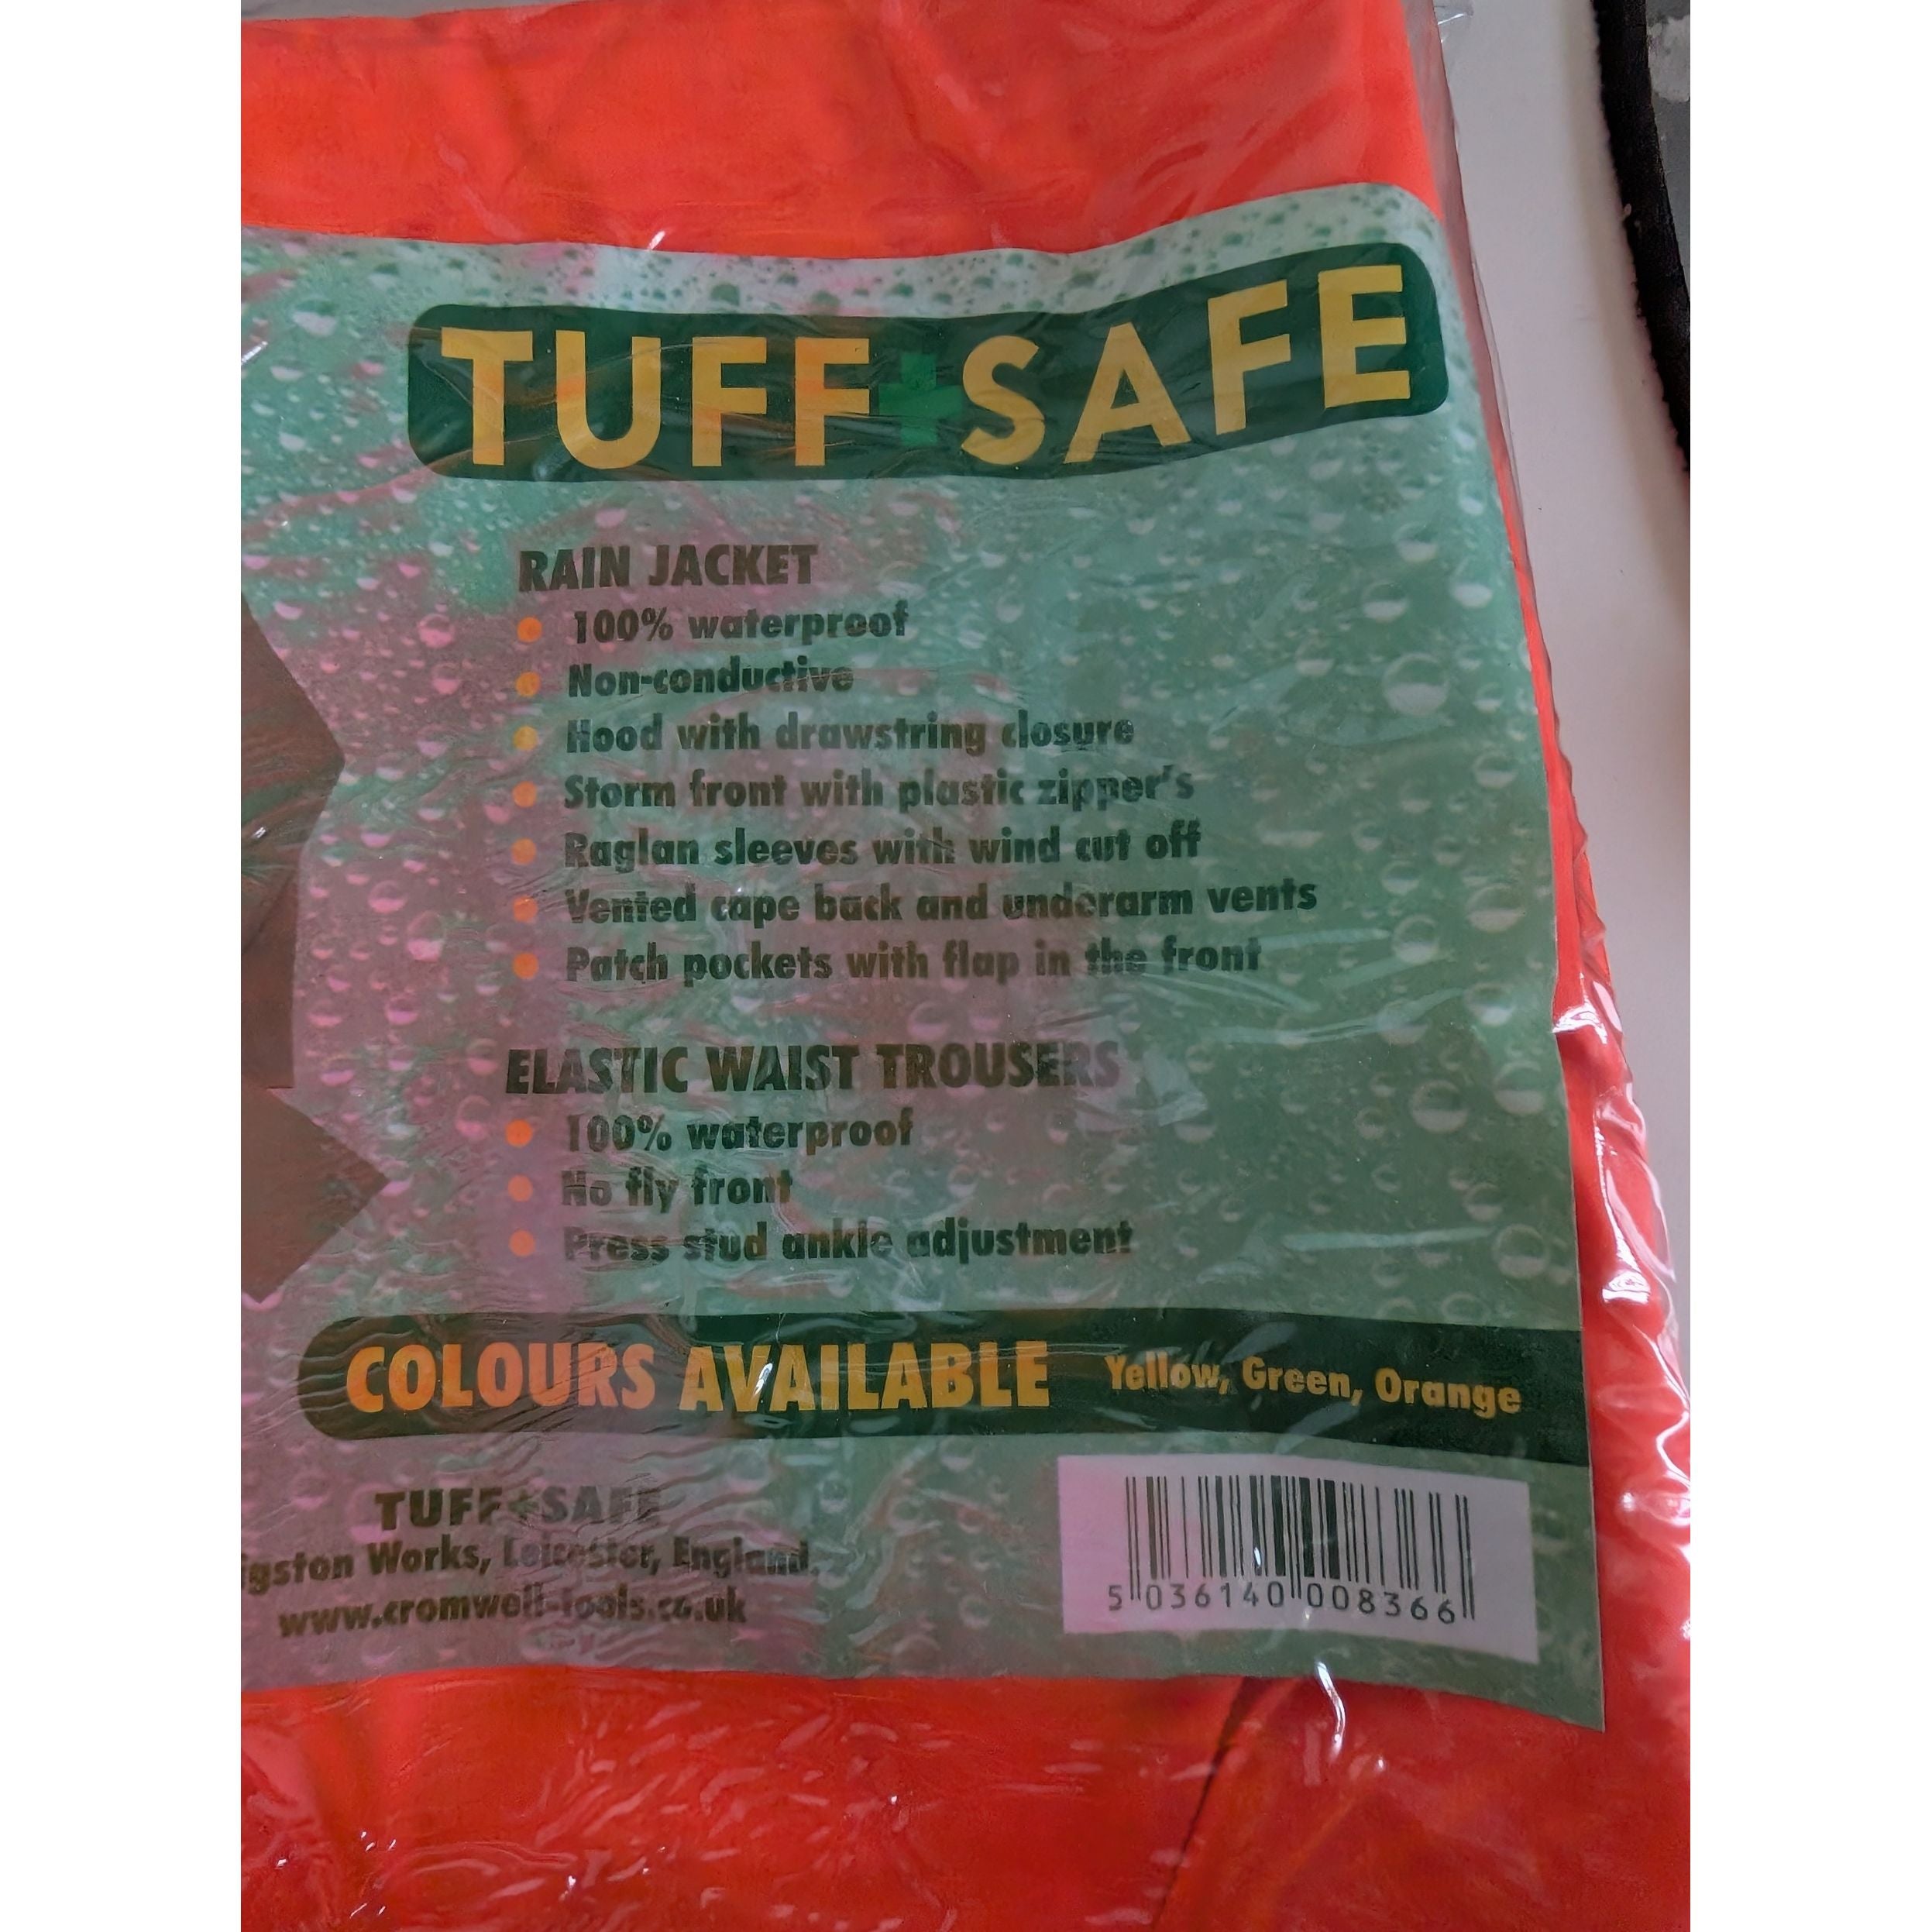 TUFF+SAFE
RAIN JACKET
100% waterproof
Non-conductive
Hood with drawstring closure
Storm front with plastic zipper's
Raglan sleeves with wind cut off
Vented cape back and underarm vents
Patch pockets with flap in the front
ELASTIC WAIST TROUSERS
100% waterproof
No fly front
Press stud ankle adjustment
COLOURS AVAILABLE Yellow, Green, Orange
TUFF+SAFE
igston Works, Leicester, England.
www.cromwell-tools.co.uk
5 036140 008366